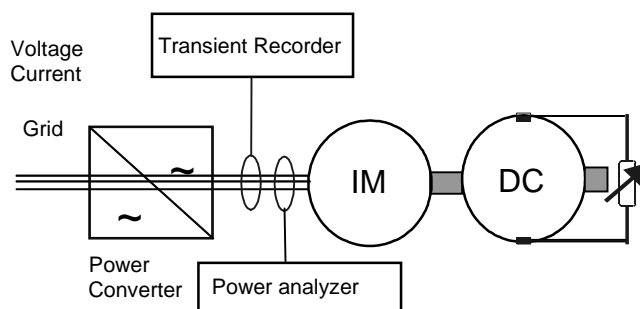 Voltage
Current
Transient Recorder
Grid
~
~
IM
DC
Power
Converter
Power analyzer